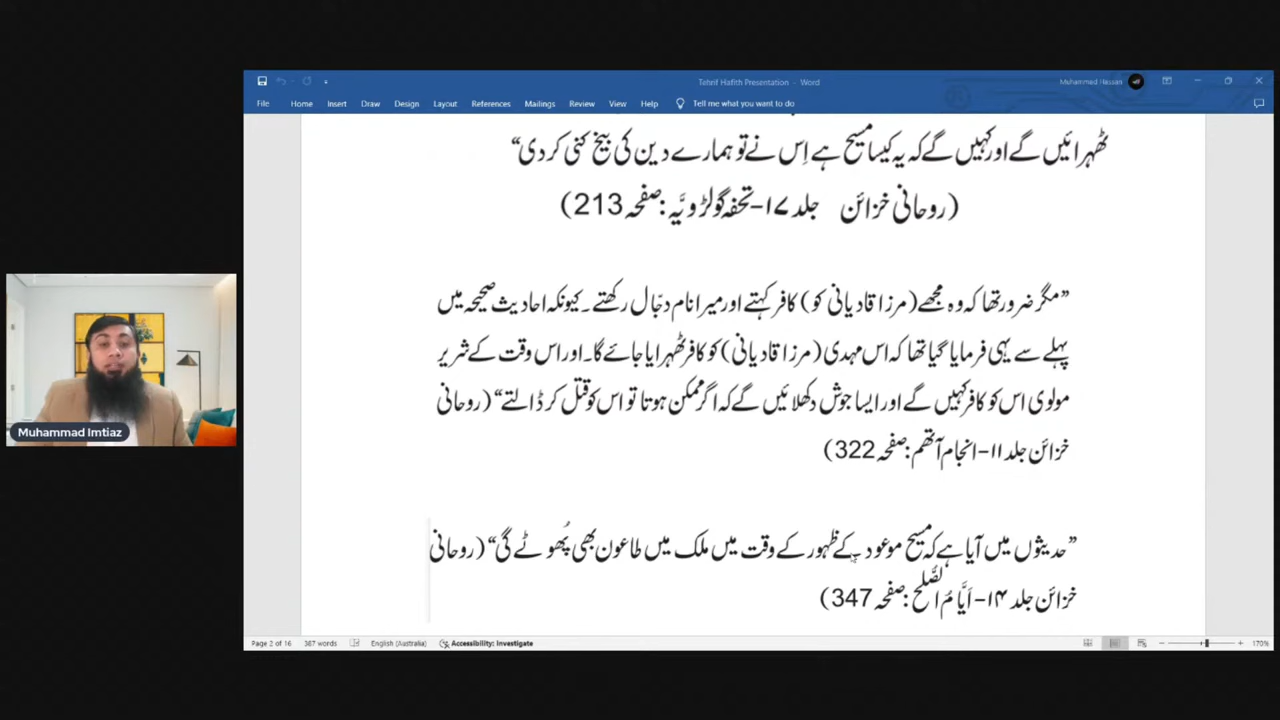 Tehrif Hafith Presentation - Word
Muhammad Hassan
File Home Insert Draw Design Layout References Mailings Review View Help Tell me what you want to do
ٹھہرائیں گے اور کہیں گے کہ یہ کیسا مسیح ہے اِس نے تو ہمارے دین کی بیخ کنی کر دی“
(روحانی خزائن جلد ۱۷-تحفہ گولڑویَّہ:صفحہ 213)
”مگر ضرور تھا کہ وہ مجھے (مرزا قادیانی کو) کافر کہتے اور میرا نام دجّال رکھتے۔ کیونکہ احادیث صحیحہ میں
پہلے سے یہی فرمایا گیا تھا کہ اس مہدی (مرزا قادیانی) کو کافر ٹھہرایا جائے گا۔ اور اس وقت کے شریر
مولوی اس کو کافر کہیں گے اور ایسا جوش دکھلائیں گے کہ اگر ممکن ہوتا تو اس کو قتل کر ڈالتے“ (روحانی
خزائن جلد ۱۱-انجام آتھم:صفحہ 322)
”حدیثوں میں آیا ہے کہ مسیح موعود کے ظہور کے وقت میں ملک میں طاعون بھی پُھوٹے گی“ (روحانی
خزائن جلد ۱۴- اَیَّامُ الصُّلح:صفحہ 347)
Muhammad Imtiaz
Page 2 of 16 387 words English (Australia) Accessibility: Investigate 170%